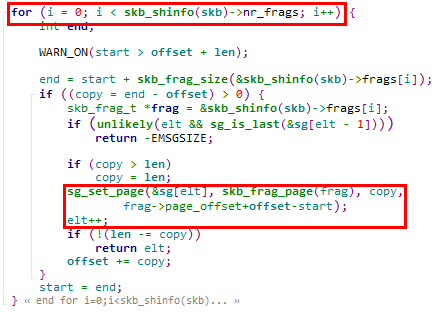 for (i = 0; i < skb_shinfo(skb)->nr_frags; i++) {
int end;
WARN_ON(start > offset + len);
end = start + skb_frag_size(&skb_shinfo(skb)->frags[i]);
if ((copy = end - offset) > 0) {
skb_frag_t *frag = &skb_shinfo(skb)->frags[i];
if (unlikely(elt && sg_is_last(&sg[elt - 1])))
return -EMSGSIZE;
if (copy > len)
copy = len;
sg_set_page(&sg[elt], skb_frag_page(frag), copy,
frag->page_offset+offset-start);
elt++;
if (!(len -= copy))
return elt;
offset += copy;
}
start = end;
} « end for i=0;i<skb_shinfo(skb)... »